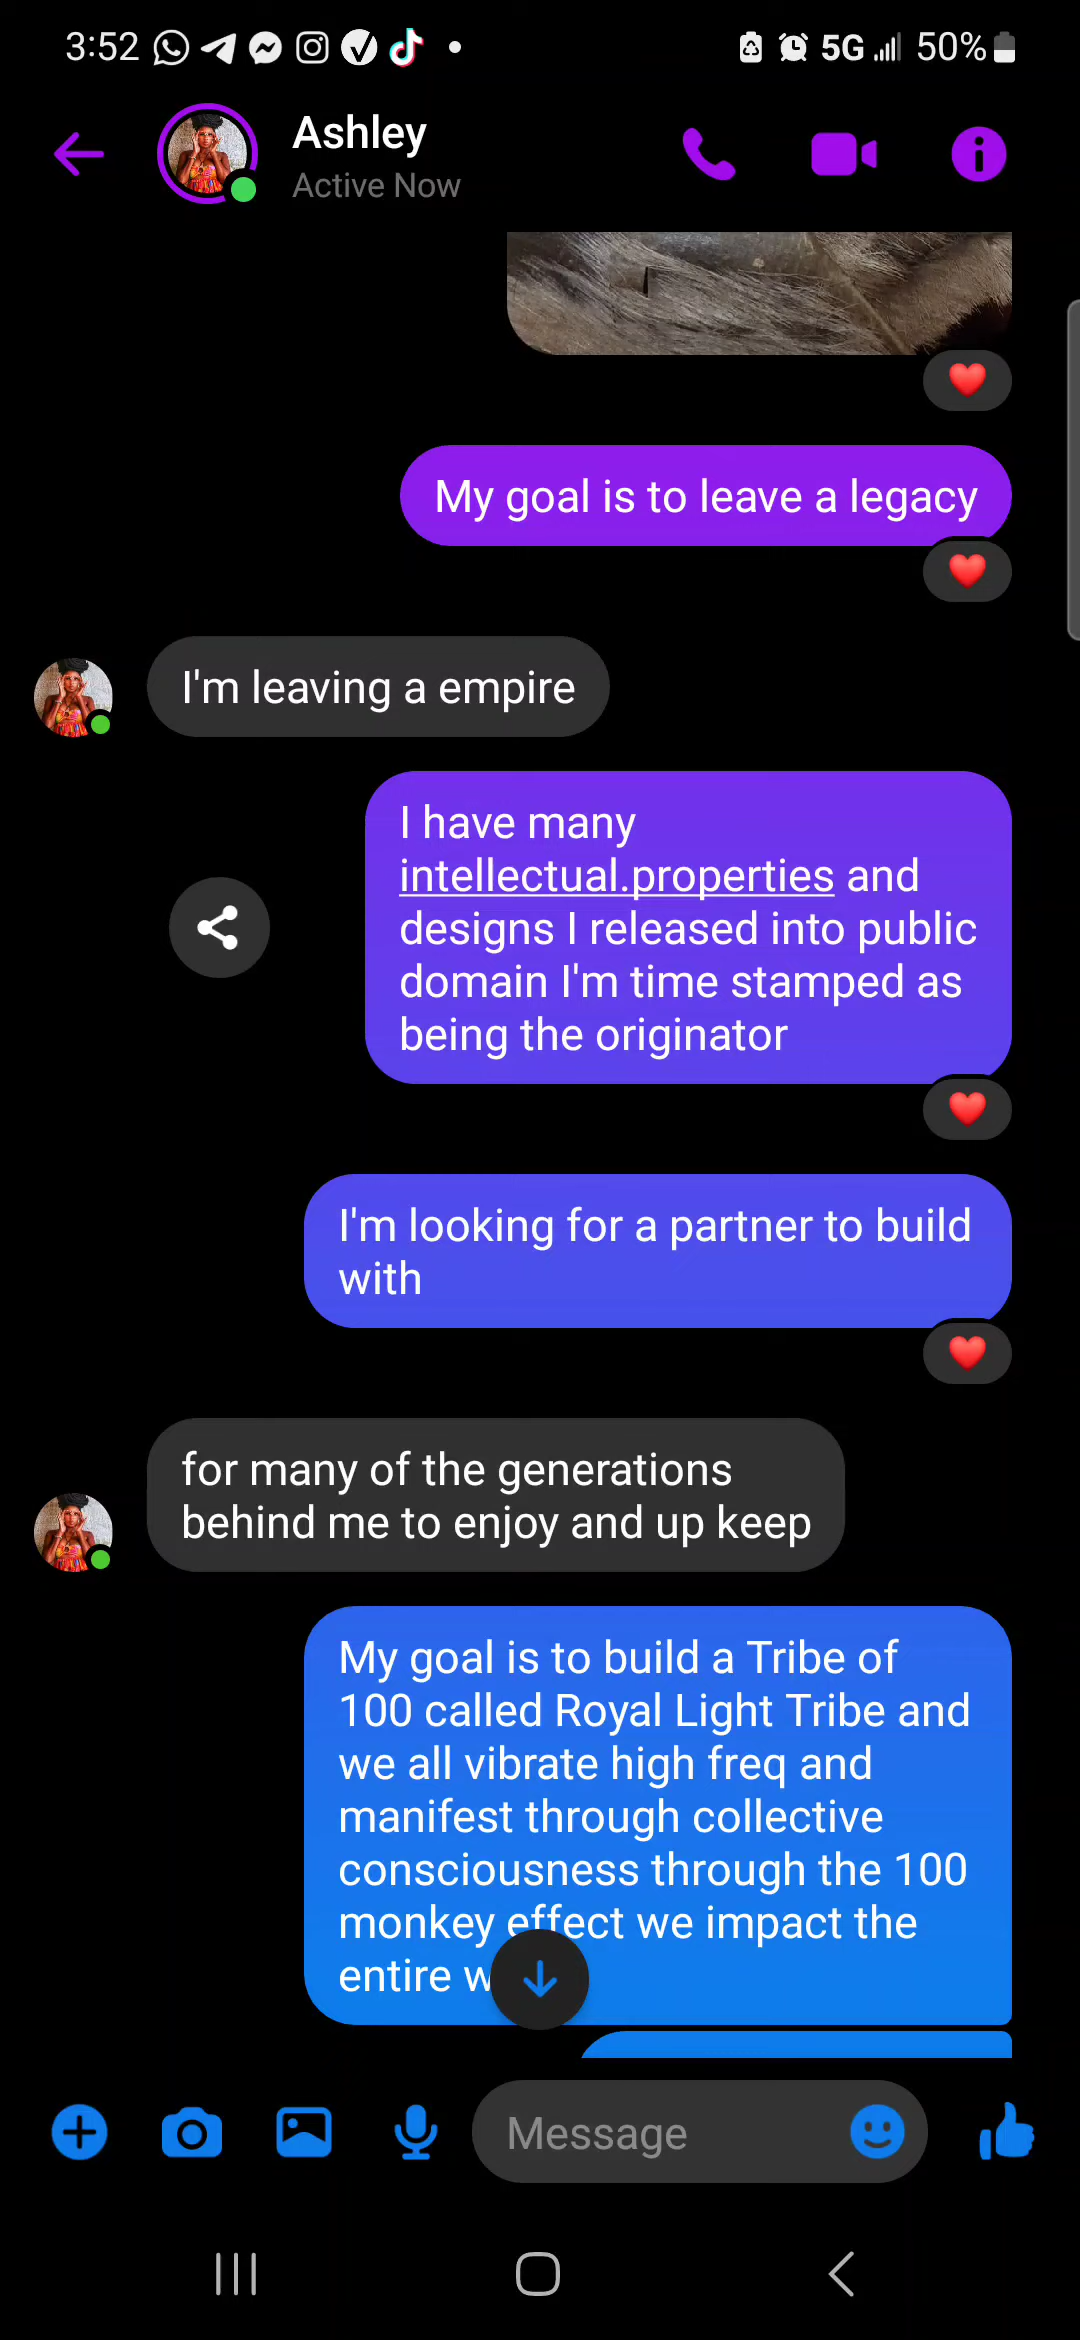 3:52
5G
50%
Ashley
Active Now
My goal is to leave a legacy
I'm leaving a empire
I have many
intellectual.properties and
designs I released into public
domain I'm time stamped as
being the originator
I'm looking for a partner to build
with
for many of the generations
behind me to enjoy and up keep
My goal is to build a Tribe of
100 called Royal Light Tribe and
we all vibrate high freq and
manifest through collective
consciousness through the 100
monkey effect we impact the
entire
Message